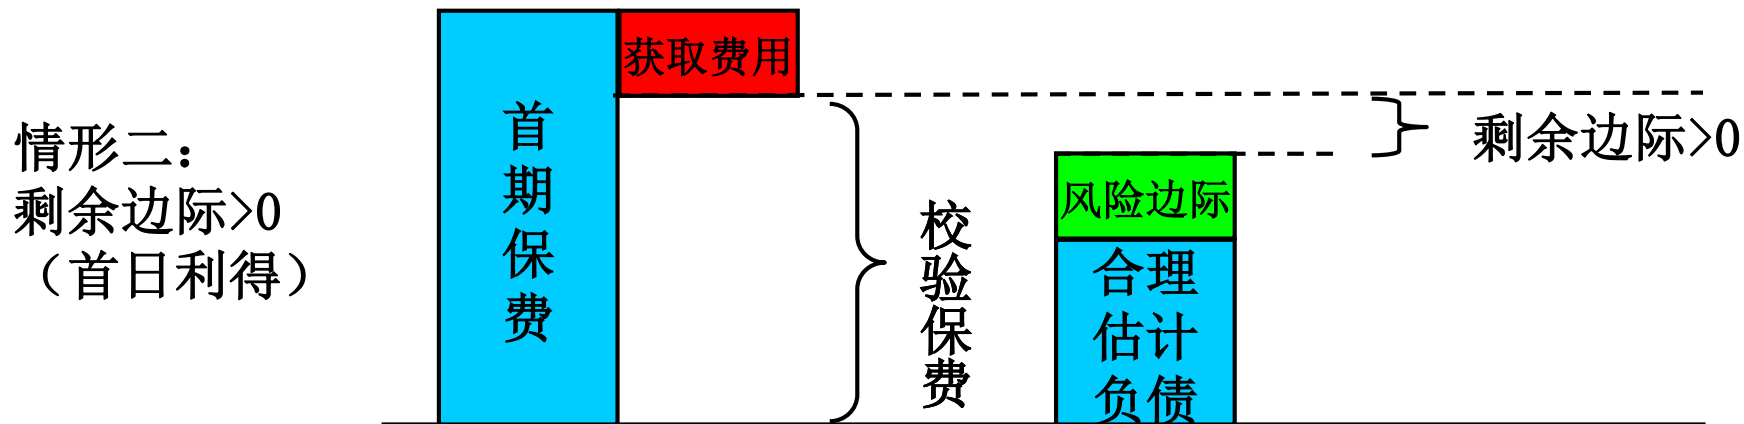 情形二：
剩余边际>0
（首日利得）
首期保费
获取费用
校验保费
风险边际
合理
估计
负债
剩余边际>0